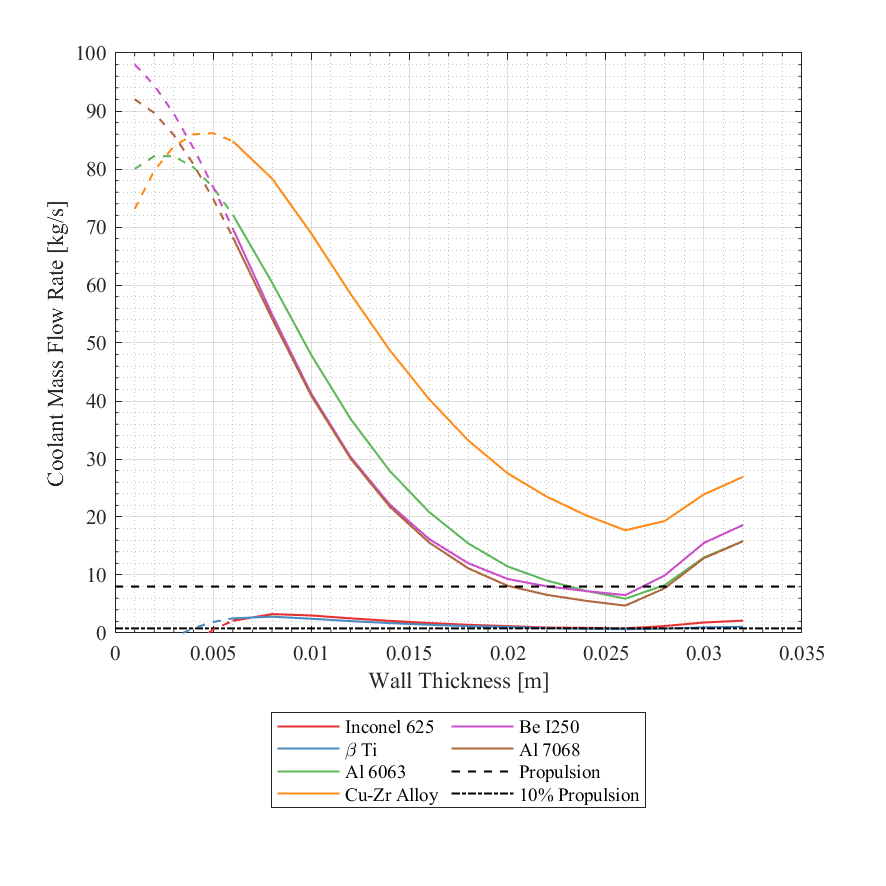 100
90
80
70
60
50
40
30
20
10
0
Coolant Mass Flow Rate [kg/s]
0 0.005 0.01 0.015 0.02 0.025 0.03 0.035
Wall Thickness [m]
Inconel 625 Be I250
β Ti Al 7068
Al 6063 Propulsion
Cu-Zr Alloy 10% Propulsion